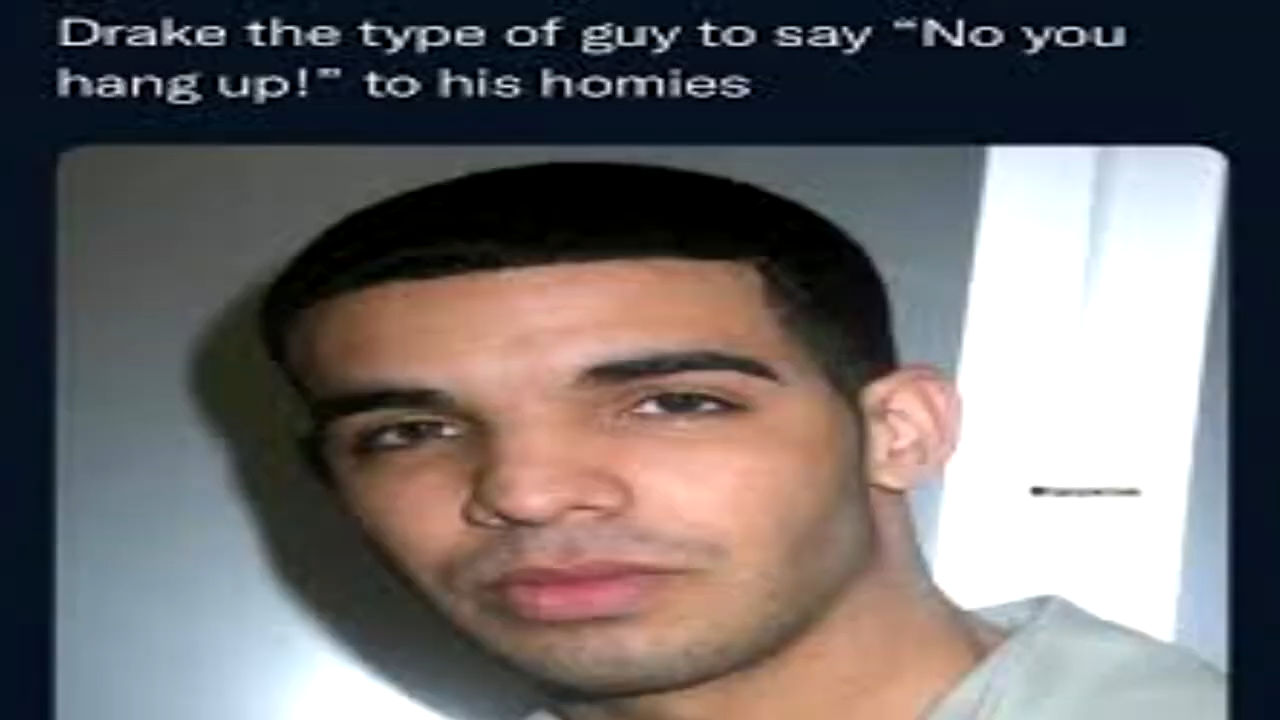 Drake the type of guy to say “No you
hang up!” to his homies